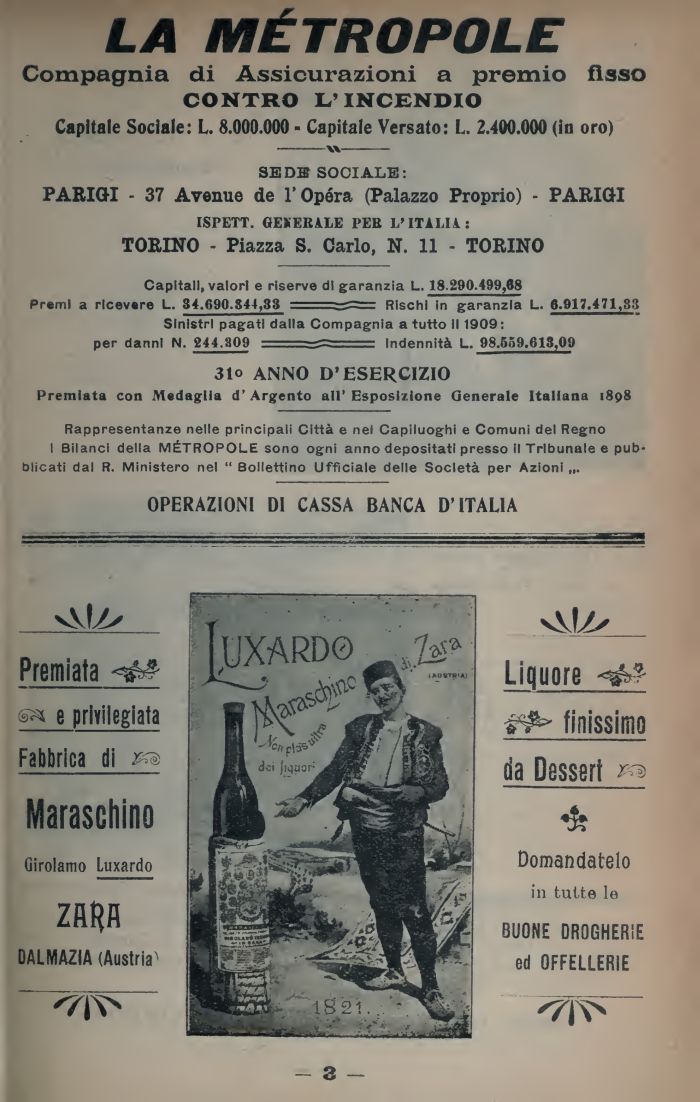 LA MÉTROPOLE
Compagnia di Assicurazioni a premio fisso
CONTRO L'INCENDIO
Capitale Sociale: L. 8.000.000 - Capitale Versato: L. 2.400.000 (in oro)
SEDE SOCIALE:
PARIGI - 37 Avenue de l'Opéra (Palazzo Proprio) - PARIGI
ISPETT. GENERALE PER L'ITALIA:
TORINO - Piazza S. Carlo, N. 11 - TORINO
Capitali, valori e riserve di garanzia L. 18.290.499,68
Premi a ricevere L. 34.690.344,33 Rischi in garanzia L. 6.917.471,33
Sinistri pagati dalla Compagnia a tutto il 1909:
per danni N. 244.309 Indennità L. 98.559.613,09
31º ANNO D'ESERCIZIO
Premiata con Medaglia d'Argento all'Esposizione Generale Italiana 1898
Rappresentanze nelle principali Città e nei Capiluoghi e Comuni del Regno
I Bilanci della MÉTROPOLE sono ogni anno depositati presso il Tribunale e pub-
blicati dal R. Ministero nel “ Bollettino Ufficiale delle Società per Azioni „.
OPERAZIONI DI CASSA BANCA D'ITALIA
Premiata
e privilegiata
Fabbrica di
Maraschino
Girolamo Luxardo
ZARA
DALMAZIA (Austria)
LUXARDO
Maraschino
di Zara
(AUSTRIA)
Non plus ultra
dei liquori
1821.
Liquore
finissimo
da Dessert
Domandatelo
in tutte le
BUONE DROGHERIE
ed OFFELLERIE
— 3 —